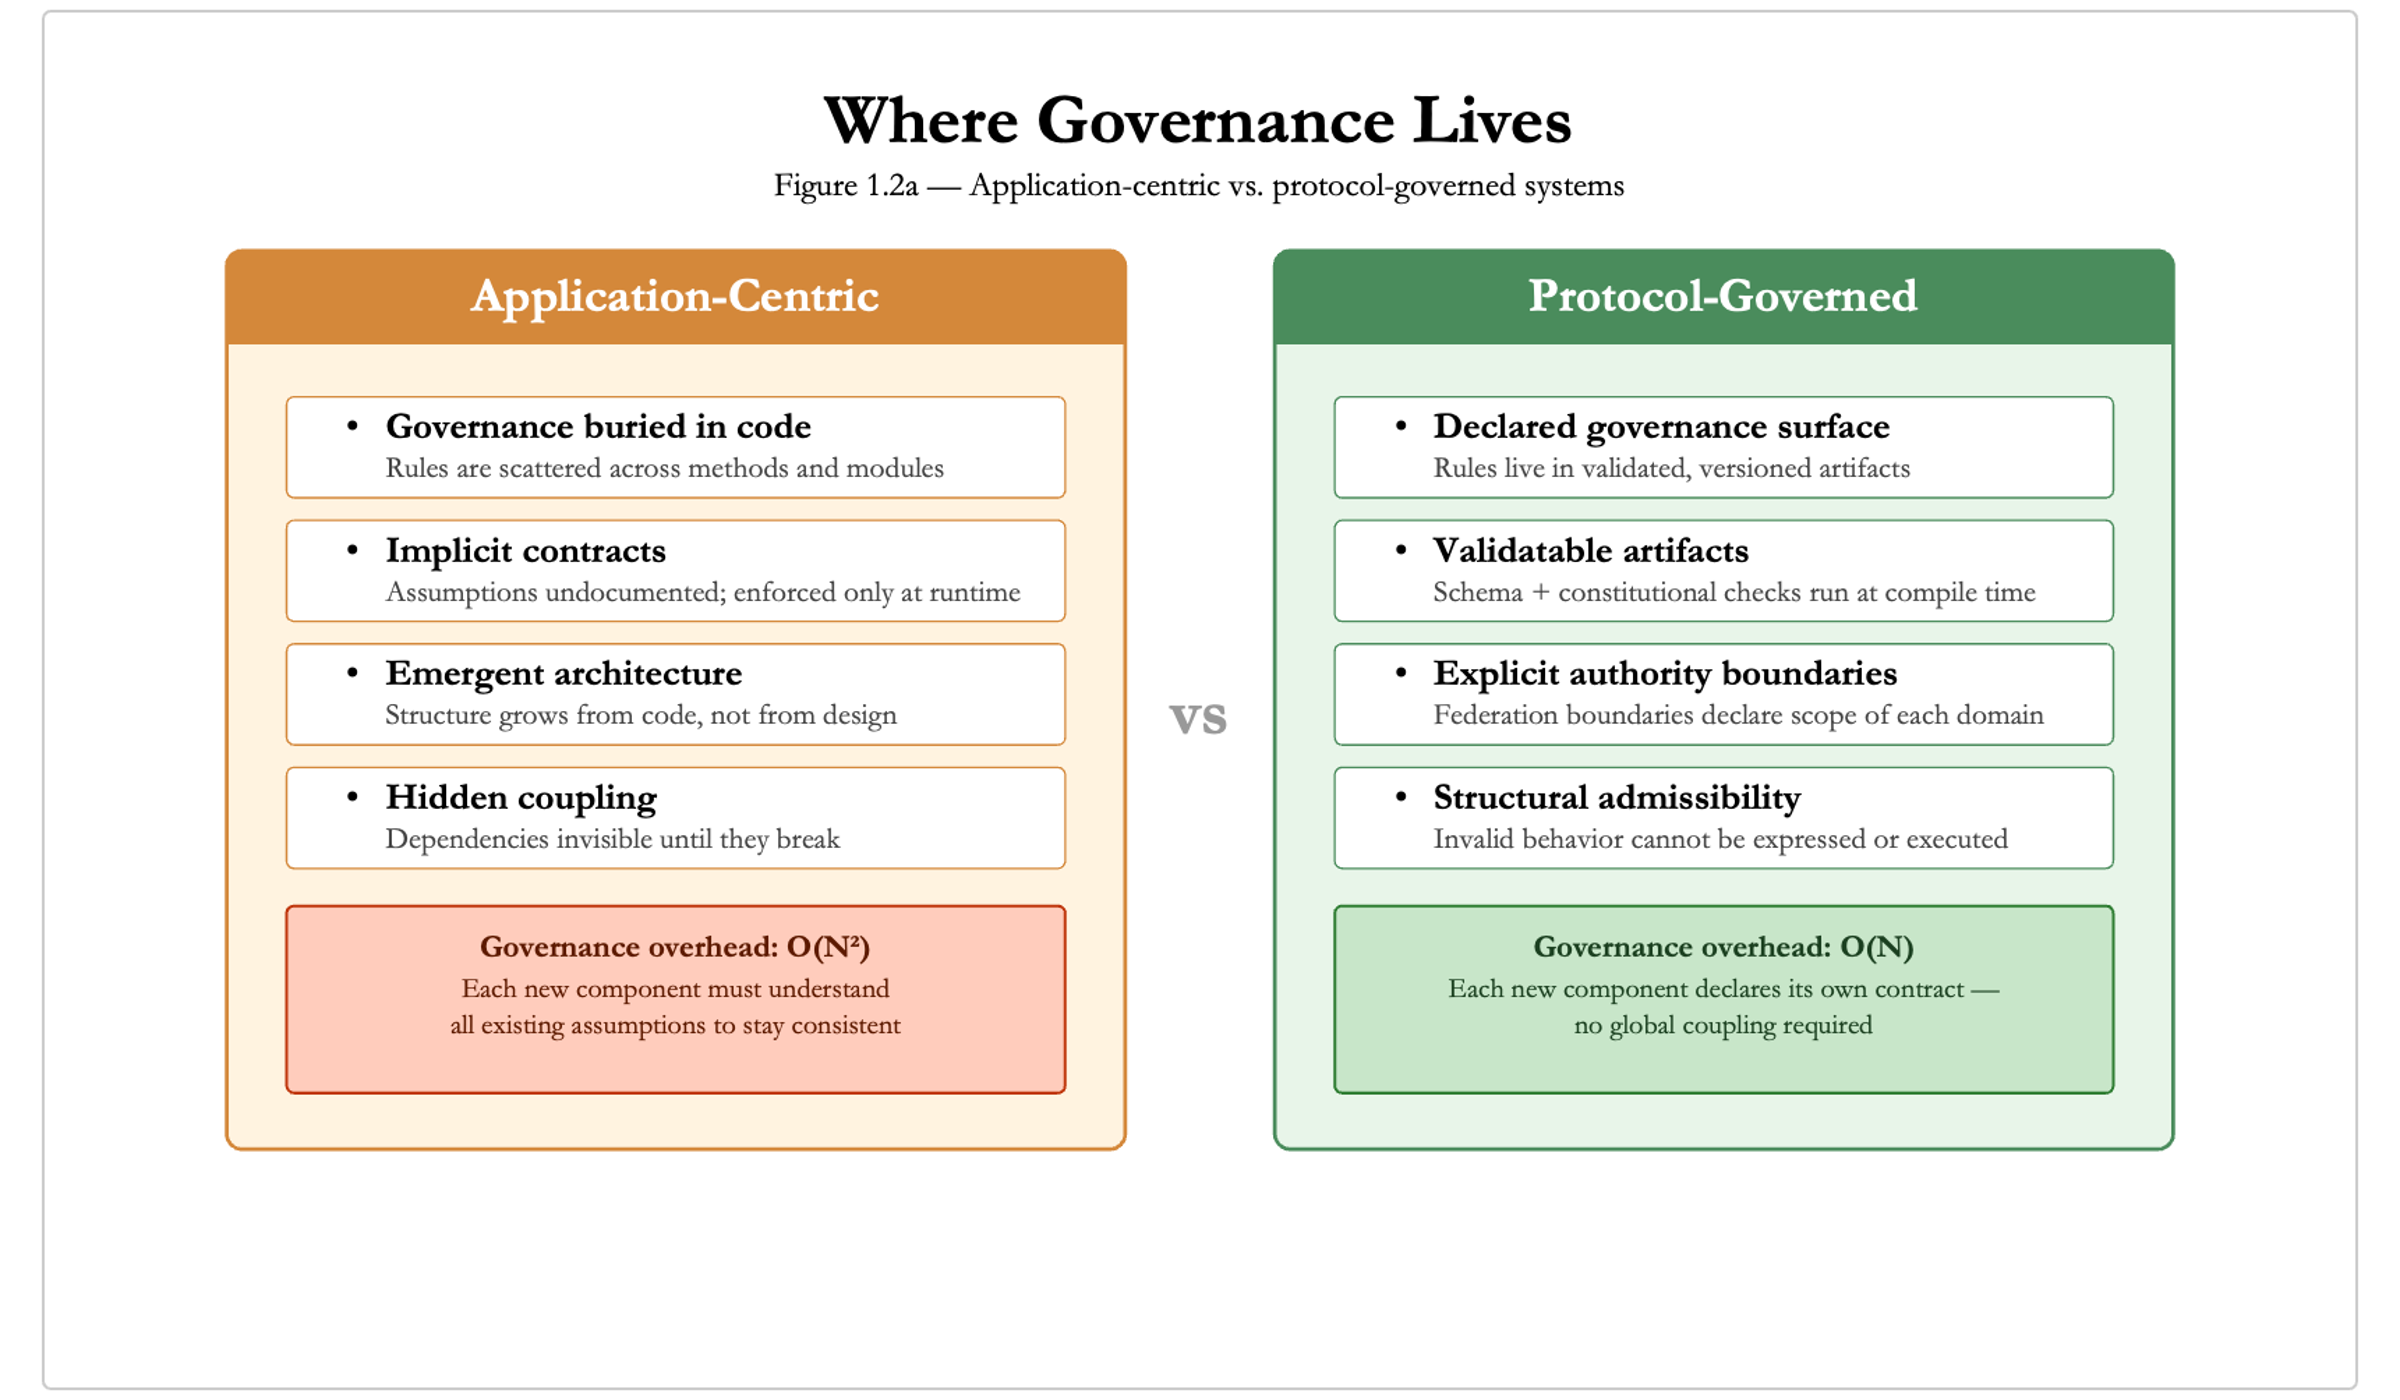 Where Governance Lives
Figure 1.2a — Application-centric vs. protocol-governed systems
Application-Centric
• Governance buried in code
Rules are scattered across methods and modules
• Implicit contracts
Assumptions undocumented; enforced only at runtime
• Emergent architecture
Structure grows from code, not from design
• Hidden coupling
Dependencies invisible until they break
Governance overhead: O(N²)
Each new component must understand
all existing assumptions to stay consistent
vs
Protocol-Governed
• Declared governance surface
Rules live in validated, versioned artifacts
• Validatable artifacts
Schema + constitutional checks run at compile time
• Explicit authority boundaries
Federation boundaries declare scope of each domain
• Structural admissibility
Invalid behavior cannot be expressed or executed
Governance overhead: O(N)
Each new component declares its own contract —
no global coupling required